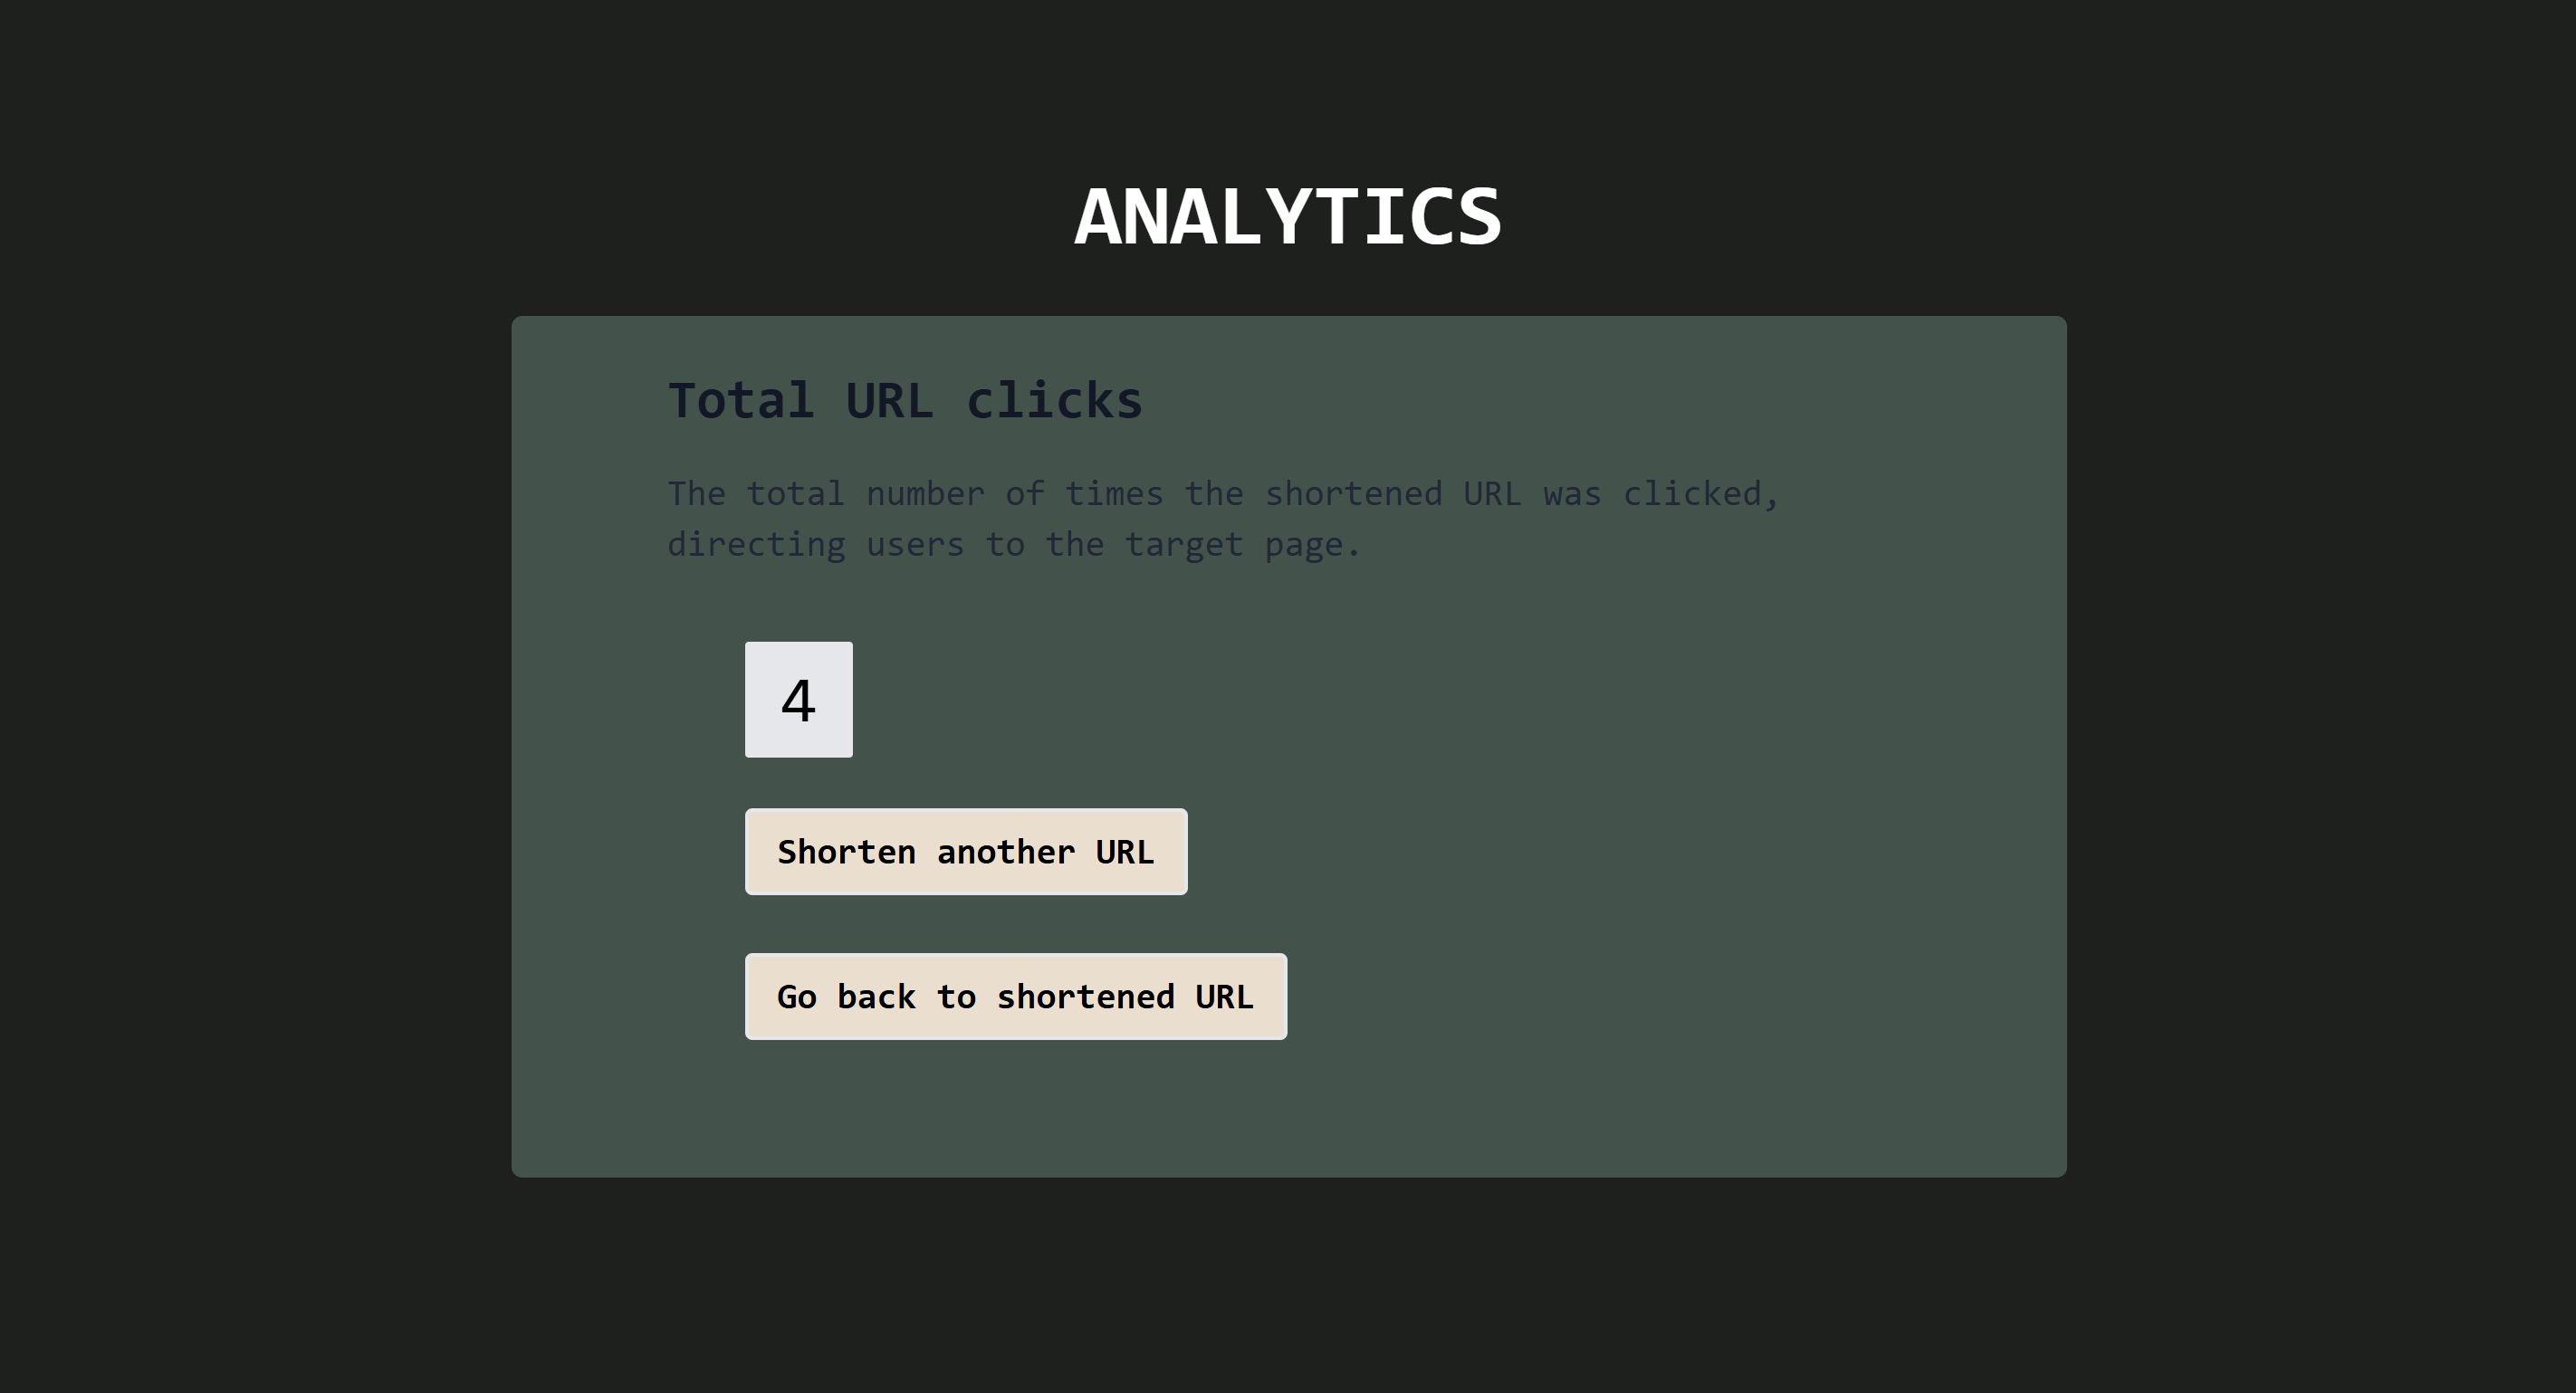 ANALYTICS
Total URL clicks
The total number of times the shortened URL was clicked,
directing users to the target page.
4
Shorten another URL
Go back to shortened URL